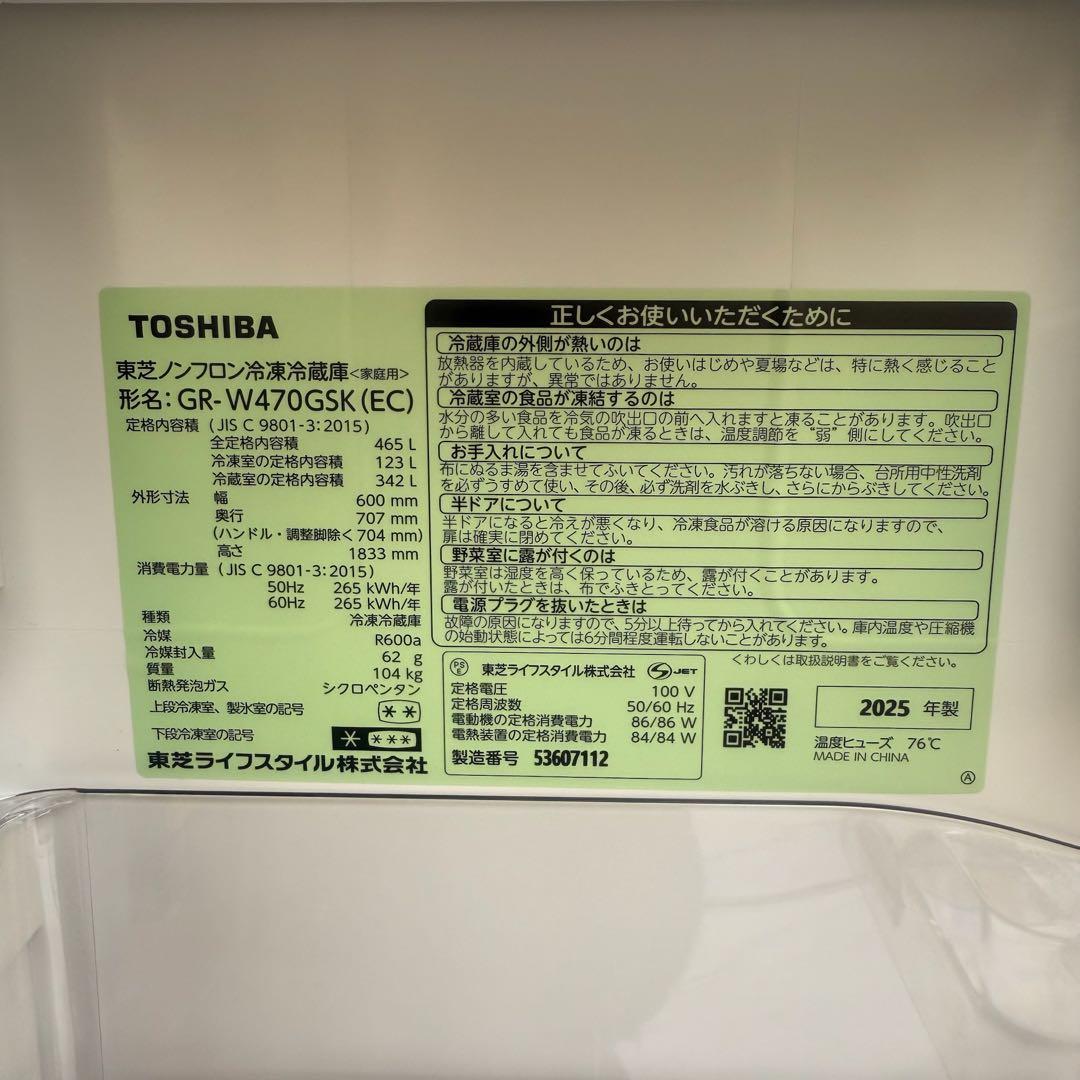 TOSHIBA
東芝ノンフロン冷凍冷蔵庫<家庭用>
形名:GR-W470GSK(EC)
定格内容積(JIS C 9801-3:2015)
全定格内容積 465 L
冷凍室の定格内容積 123 L
冷蔵室の定格内容積 342 L
外形寸法 幅 600 mm
奥行 707 mm
(ハンドル・調整脚除く704 mm)
高さ 1833 mm
消費電力量(JIS C 9801-3:2015)
50Hz 265 kWh/年
60Hz 265 kWh/年
種類 冷凍冷蔵庫
冷媒 R600a
冷媒封入量 62 g
質量 104 kg
断熱発泡ガス シクロペンタン
上段冷凍室、製氷室の記号 **
下段冷凍室の記号 * ***
東芝ライフスタイル株式会社
正しくお使いいただくために
冷蔵庫の外側が熱いのは
放熱器を内蔵しているため、お使いはじめや夏場などは、特に熱く感じること
がありますが、異常ではありません。
冷蔵室の食品が凍結するのは
水分の多い食品を冷気の吹出口の前へ入れますと凍ることがあります。吹出口
から離して入れても食品が凍るときは、温度調節を“弱”側にしてください。
お手入れについて
布にぬるま湯を含ませてふいてください。汚れが落ちない場合、台所用中性洗剤
を必ずうすめて使い、その後、必ず洗剤を水ぶきし、さらにからぶきしてください。
半ドアについて
半ドアになると冷えが悪くなり、冷凍食品が溶ける原因になりますので、
扉は確実に閉めてください。
野菜室に露が付くのは
野菜室は湿度を高く保っているため、露が付くことがあります。
露が付いたときは、布でふきとってください。
電源プラグを抜いたときは
故障の原因になりますので、5分以上待ってから入れてください。庫内温度や圧縮機
の始動状態によっては6分間程度運転しないことがあります。
くわしくは取扱説明書をご覧ください。
PS E 東芝ライフスタイル株式会社 JET
定格電圧 100 V
定格周波数 50/60 Hz
電動機の定格消費電力 86/86 W
電熱装置の定格消費電力 84/84 W
製造番号 53607112
2025 年製
温度ヒューズ 76℃
MADE IN CHINA
Ⓐ